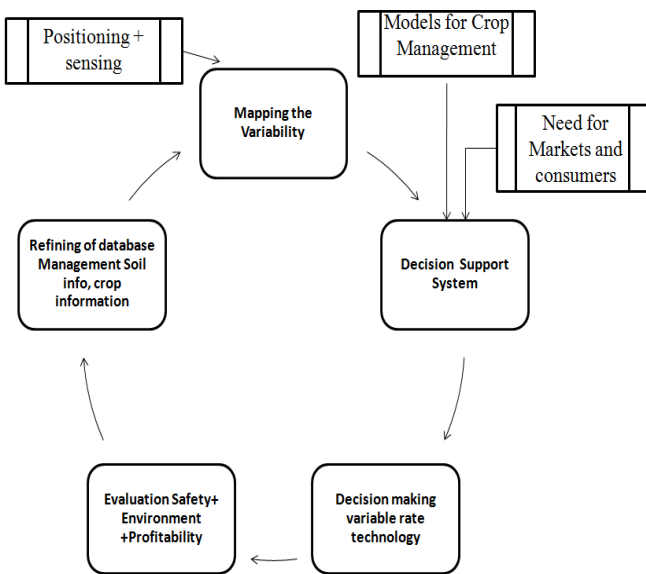 Positioning +
sensing
Models for Crop
Management
Need for
Markets and
consumers
Mapping the
Variability
Decision Support
System
Decision making
variable rate
technology
Evaluation Safety+
Environment
+Profitability
Refining of database
Management Soil
info, crop
information